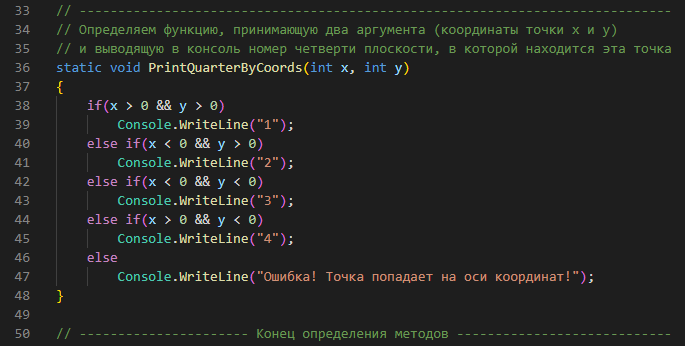 33 // -----------------------------------------------------------------------------
34 // Определяем функцию, принимающую два аргумента (координаты точки x и y)
35 // и выводящую в консоль номер четверти плоскости, в которой находится эта точка
36 static void PrintQuarterByCoords(int x, int y)
37 {
38     if(x > 0 && y > 0)
39         Console.WriteLine("1");
40     else if(x < 0 && y > 0)
41         Console.WriteLine("2");
42     else if(x < 0 && y < 0)
43         Console.WriteLine("3");
44     else if(x > 0 && y < 0)
45         Console.WriteLine("4");
46     else
47         Console.WriteLine("Ошибка! Точка попадает на оси координат!");
48 }
49
50 // ---------------------- Конец определения методов ----------------------------